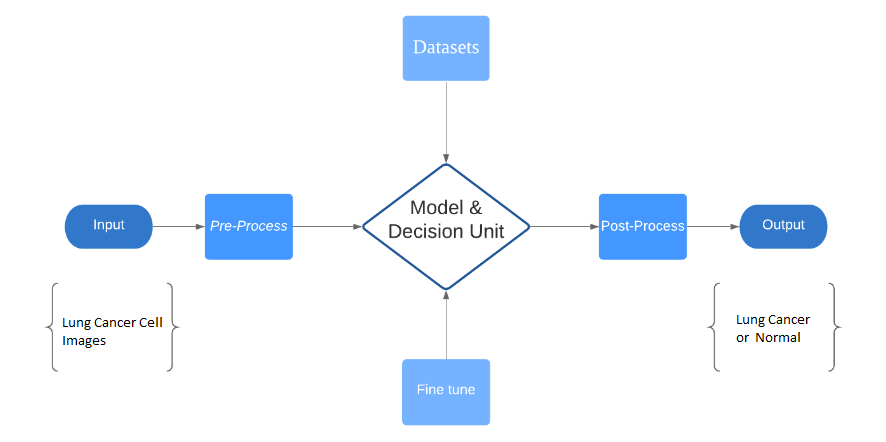 Datasets
Model &
Decision Unit
Input
Pre-Process
Post-Process
Output
Lung Cancer Cell
Images
Lung Cancer
or Normal
Fine tune